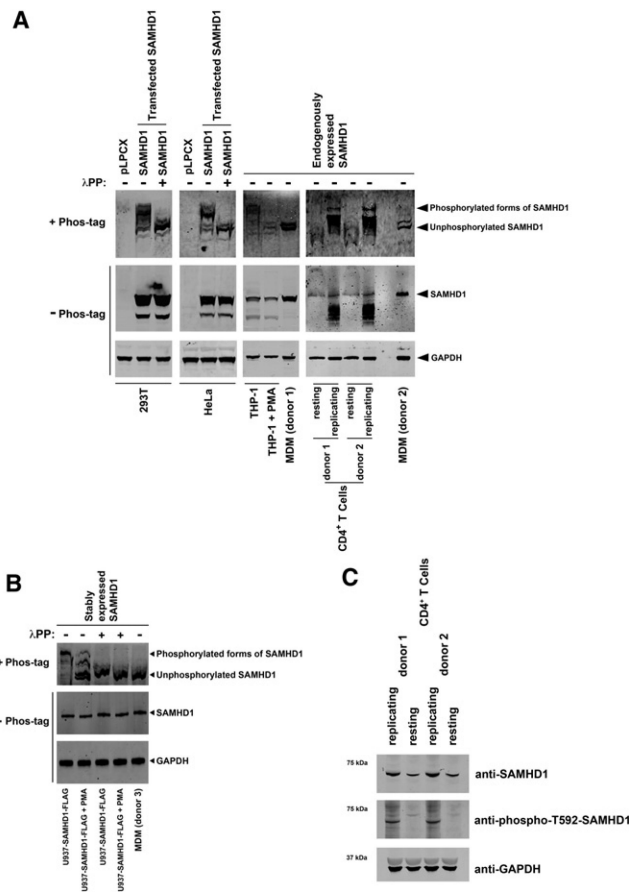 A
Transfected SAMHD1
Transfected SAMHD1
Endogenously
expressed
SAMHD1
pLPCX
SAMHD1
SAMHD1
pLPCX
SAMHD1
SAMHD1
λPP: - - + - - + - - - - - - - -
+ Phos-tag
Phosphorylated forms of SAMHD1
Unphosphorylated SAMHD1
- Phos-tag
SAMHD1
GAPDH
293T
HeLa
THP-1
THP-1 + PMA
MDM (donor 1)
resting
replicating
resting
replicating
MDM (donor 2)
donor 1
donor 2
CD4+ T Cells
B
Stably
expressed
SAMHD1
λPP: - - + + -
+ Phos-tag
Phosphorylated forms of SAMHD1
Unphosphorylated SAMHD1
- Phos-tag
SAMHD1
GAPDH
U937-SAMHD1-FLAG
U937-SAMHD1-FLAG + PMA
U937-SAMHD1-FLAG
U937-SAMHD1-FLAG + PMA
MDM (donor 3)
C
CD4+ T Cells
donor 1
donor 2
replicating
resting
replicating
resting
75 kDa
anti-SAMHD1
75 kDa
anti-phospho-T592-SAMHD1
37 kDa
anti-GAPDH